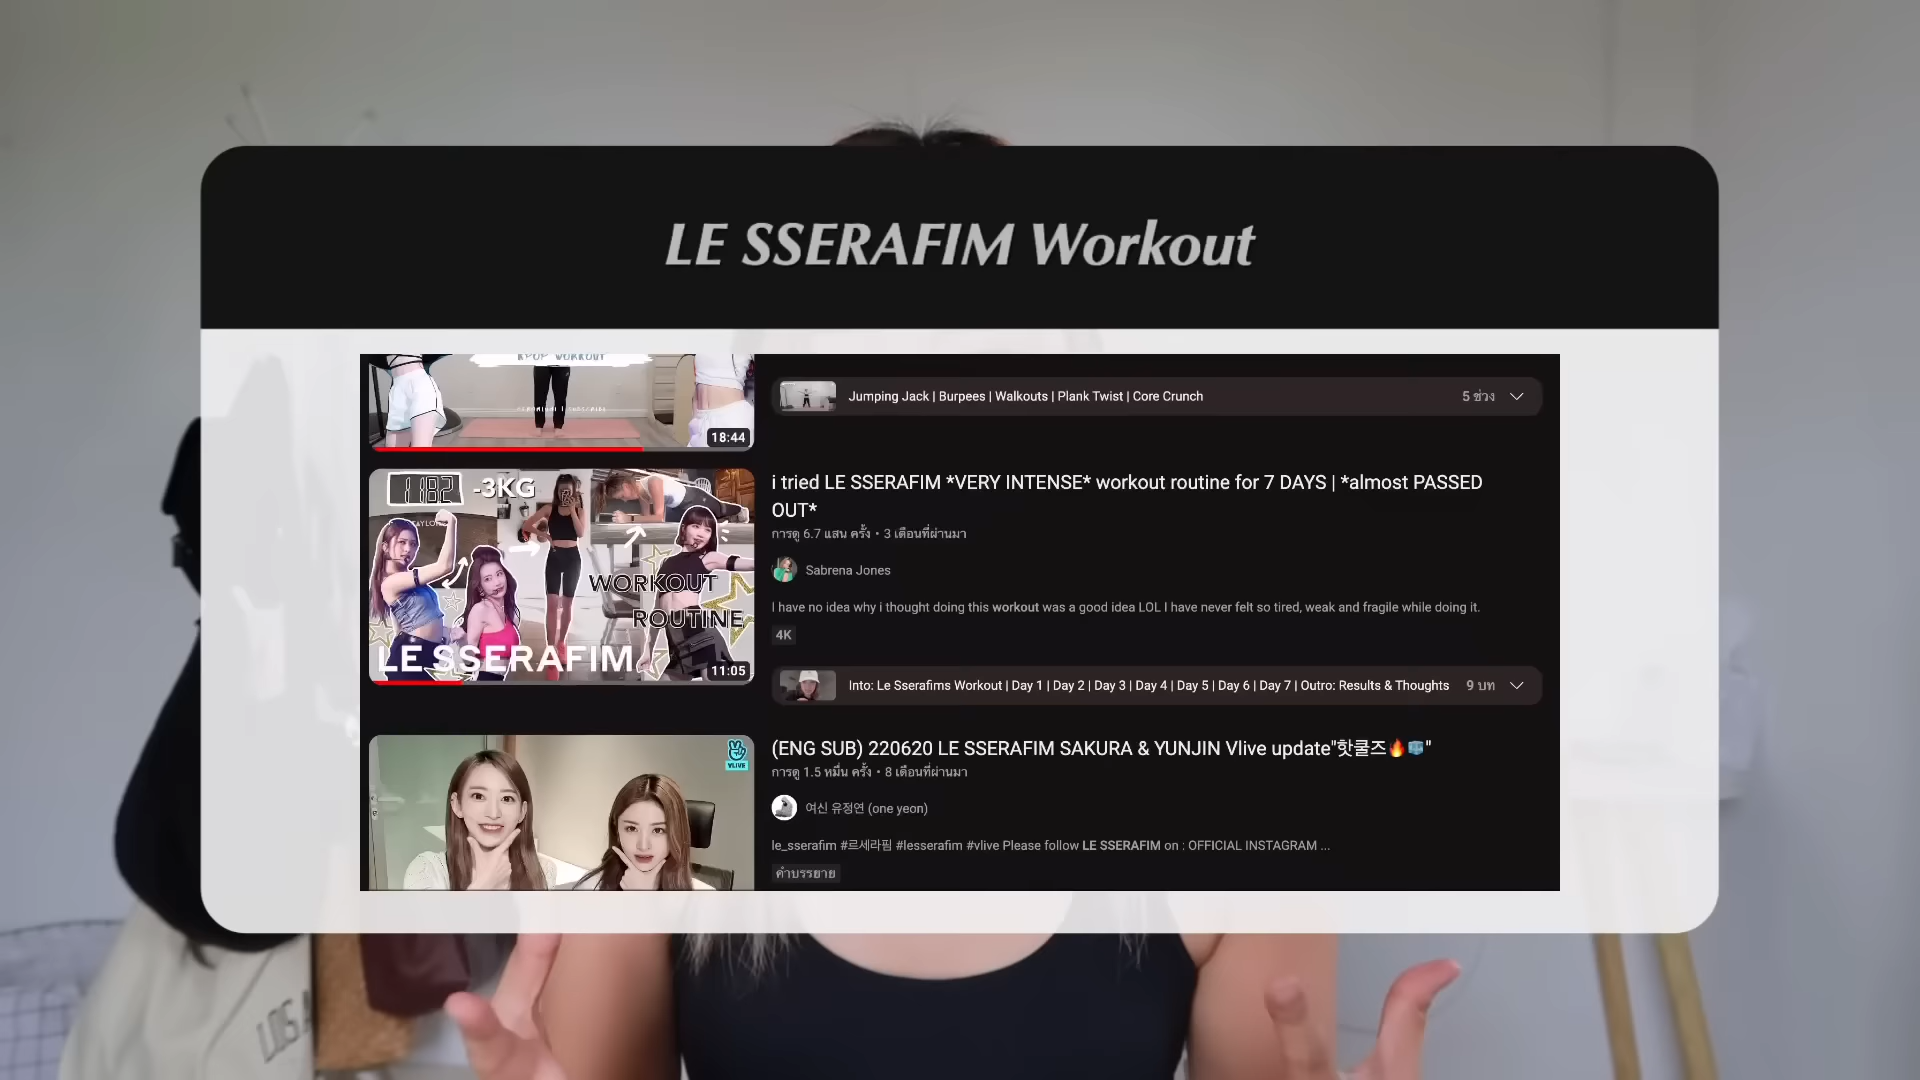 LE SSERAFIM Workout
KPOP WORKOUT
18:44
Jumping Jack | Burpees | Walkouts | Plank Twist | Core Crunch
5 ช่วง
1182
-3KG
WORKOUT
ROUTINE
LE SSERAFIM
11:05
i tried LE SSERAFIM *VERY INTENSE* workout routine for 7 DAYS | *almost PASSED
OUT*
การดู 6.7 แสน ครั้ง • 3 เดือนที่ผ่านมา
Sabrena Jones
I have no idea why i thought doing this workout was a good idea LOL I have never felt so tired, weak and fragile while doing it.
4K
Into: Le Sserafims Workout | Day 1 | Day 2 | Day 3 | Day 4 | Day 5 | Day 6 | Day 7 | Outro: Results & Thoughts
9 บท
VLIVE
(ENG SUB) 220620 LE SSERAFIM SAKURA & YUNJIN Vlive update"핫쿨즈🔥🧊"
การดู 1.5 หมื่น ครั้ง • 8 เดือนที่ผ่านมา
여신 유정연 (one yeon)
le_sserafim #르세라핌 #lesserafim #vlive Please follow LE SSERAFIM on : OFFICIAL INSTAGRAM ...
คำบรรยาย